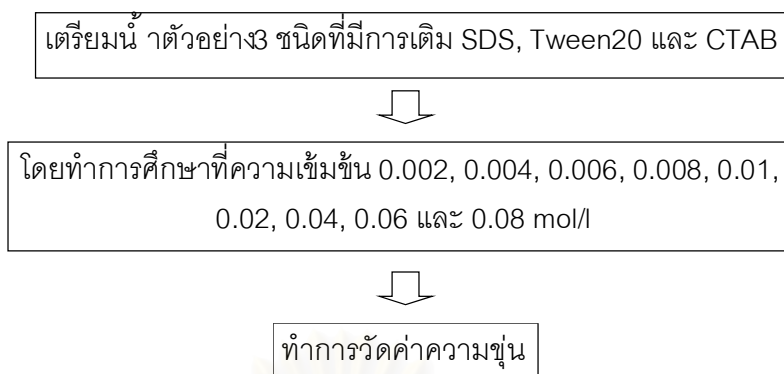 เตรียมน้ำตัวอย่าง3 ชนิดที่มีการเติม SDS, Tween20 และ CTAB
โดยทำการศึกษาที่ความเข้มข้น 0.002, 0.004, 0.006, 0.008, 0.01,
0.02, 0.04, 0.06 และ 0.08 mol/l
ทำการวัดค่าความขุ่น